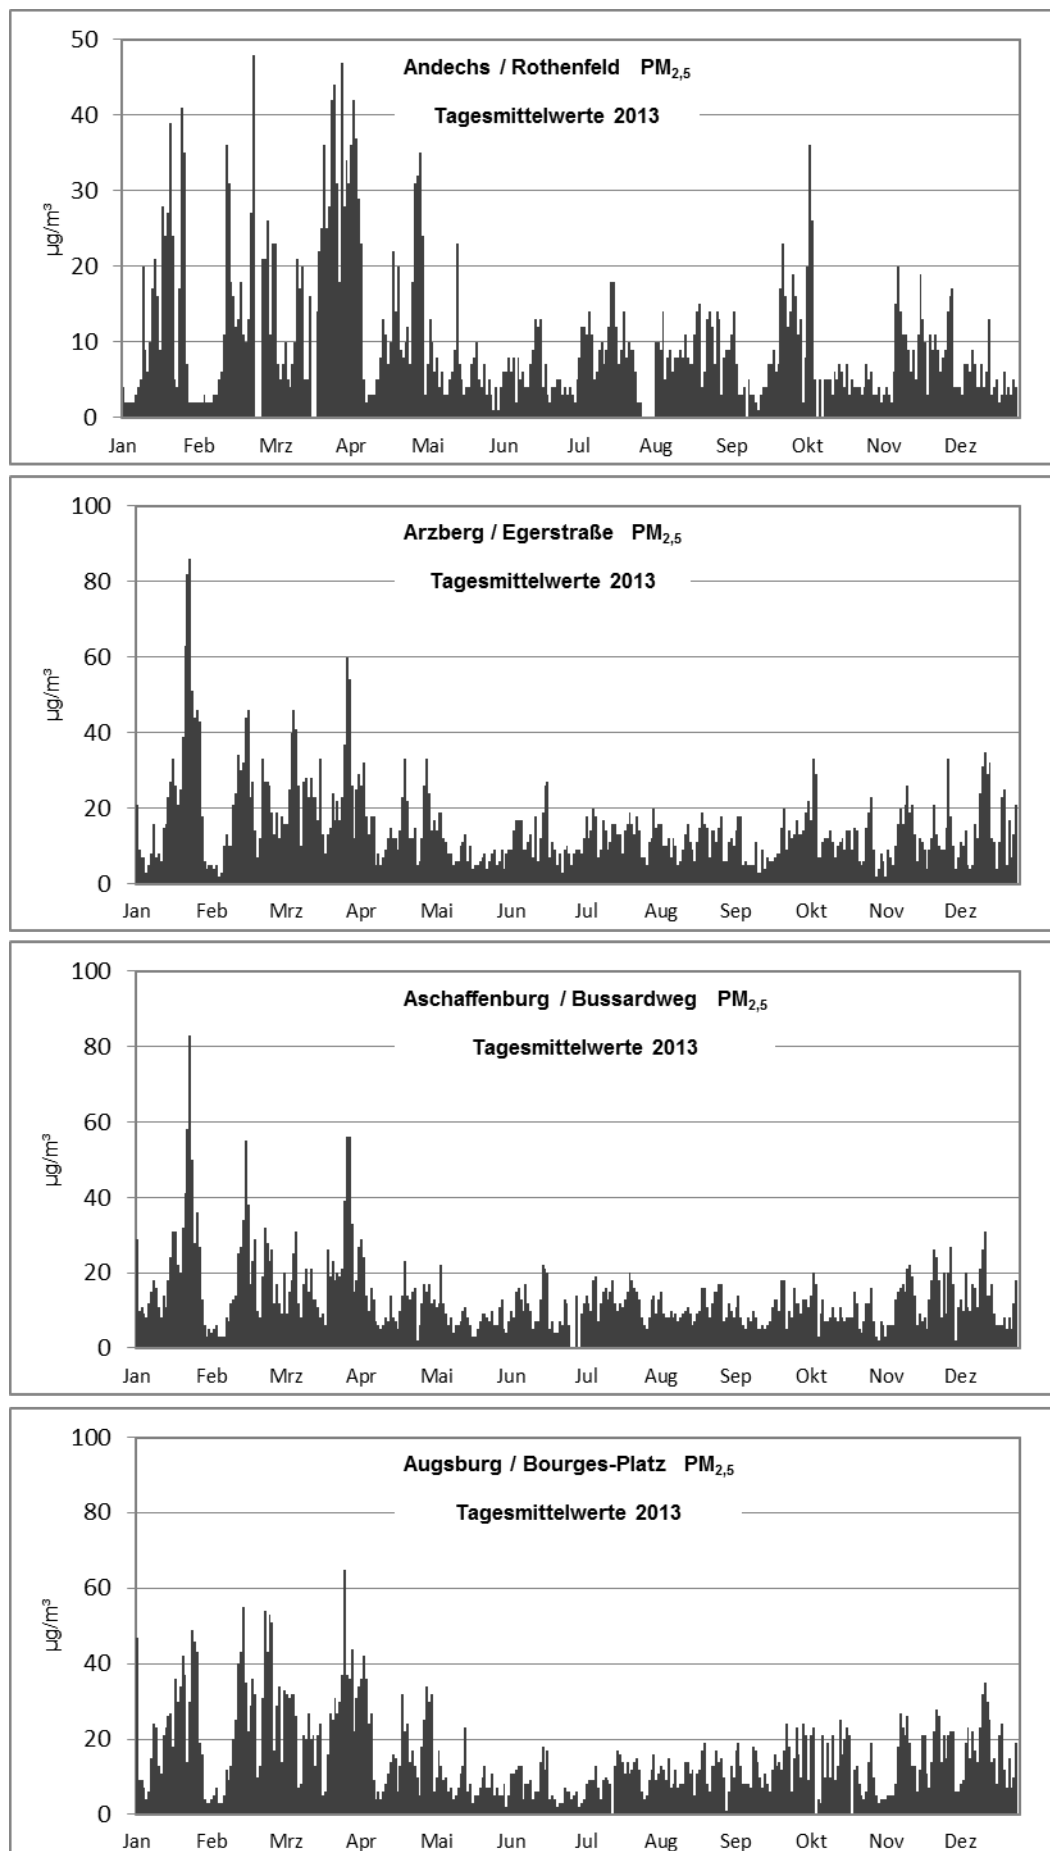 Andechs / Rothenfeld PM2,5
Tagesmittelwerte 2013
µg/m³
50
40
30
20
10
0
Jan Feb Mrz Apr Mai Jun Jul Aug Sep Okt Nov Dez
Arzberg / Egerstraße PM2,5
Tagesmittelwerte 2013
µg/m³
100
80
60
40
20
0
Jan Feb Mrz Apr Mai Jun Jul Aug Sep Okt Nov Dez
Aschaffenburg / Bussardweg PM2,5
Tagesmittelwerte 2013
µg/m³
100
80
60
40
20
0
Jan Feb Mrz Apr Mai Jun Jul Aug Sep Okt Nov Dez
Augsburg / Bourges-Platz PM2,5
Tagesmittelwerte 2013
µg/m³
100
80
60
40
20
0
Jan Feb Mrz Apr Mai Jun Jul Aug Sep Okt Nov Dez